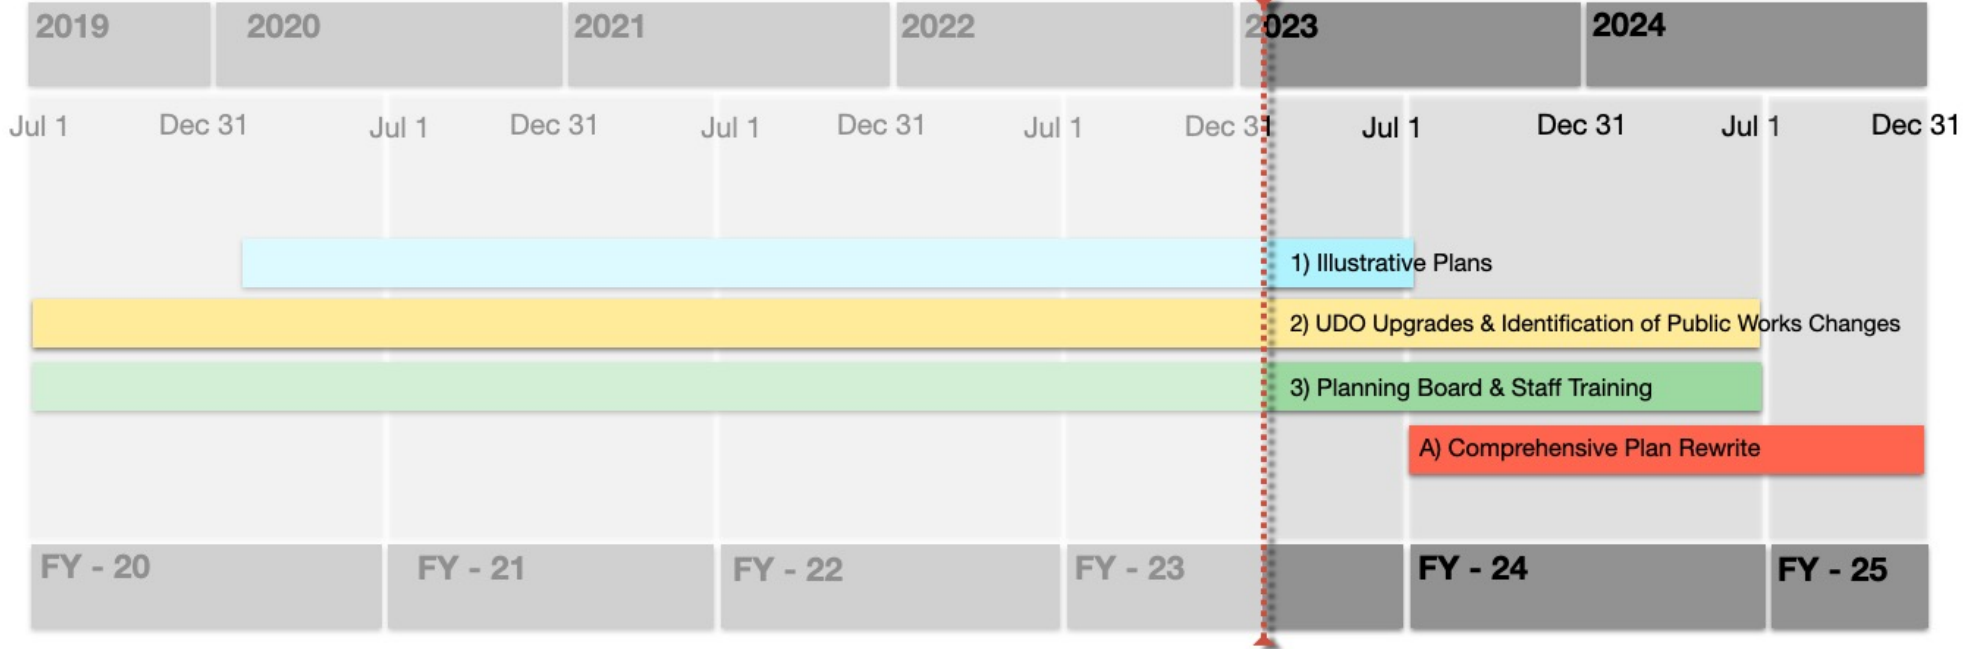 2019 2020 2021 2022 2023 2024
Jul 1 Dec 31 Jul 1 Dec 31 Jul 1 Dec 31 Jul 1 Dec 31 Jul 1 Dec 31 Jul 1 Dec 31
1) Illustrative Plans
2) UDO Upgrades & Identification of Public Works Changes
3) Planning Board & Staff Training
A) Comprehensive Plan Rewrite
FY - 20 FY - 21 FY - 22 FY - 23 FY - 24 FY - 25